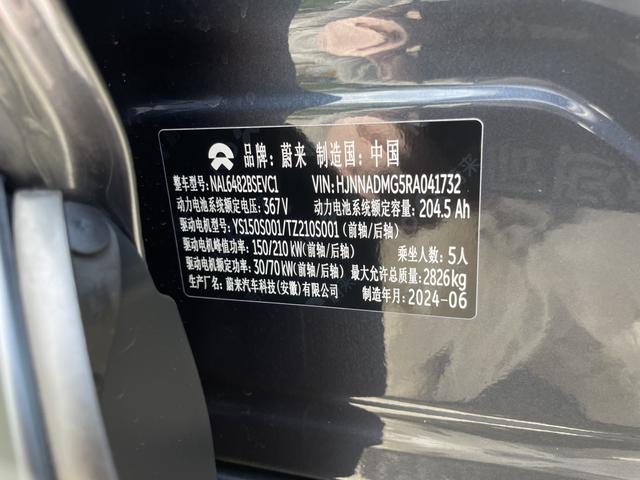 品牌: 蔚来 制造国: 中国
整车型号: NAL6482BSEVC1 VIN: HJNNADMG5RA041732
动力电池系统额定电压: 367V 动力电池系统额定容量: 204.5 Ah
驱动电机型号: YS150S001/TZ210S001 (前轴/后轴)
驱动电机峰值功率: 150/210 kW(前轴/后轴) 乘坐人数: 5人
驱动电机额定功率: 30/70 kW(前轴/后轴) 最大允许总质量: 2826kg
生产厂名: 蔚来汽车科技(安徽)有限公司 制造年月: 2024-06